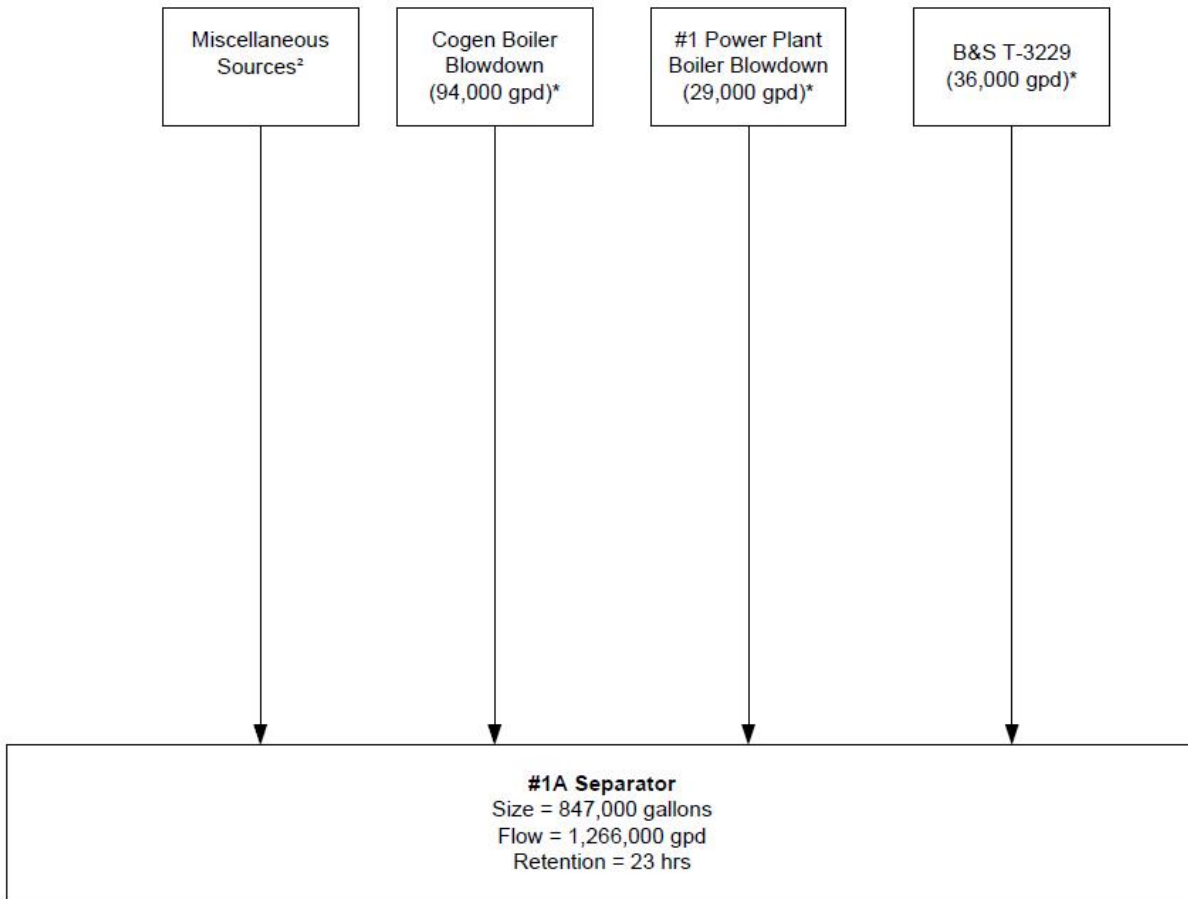 Miscellaneous
Sources²
Cogen Boiler
Blowdown
(94,000 gpd)*
#1 Power Plant
Boiler Blowdown
(29,000 gpd)*
B&S T-3229
(36,000 gpd)*
#1A Separator
Size = 847,000 gallons
Flow = 1,266,000 gpd
Retention = 23 hrs